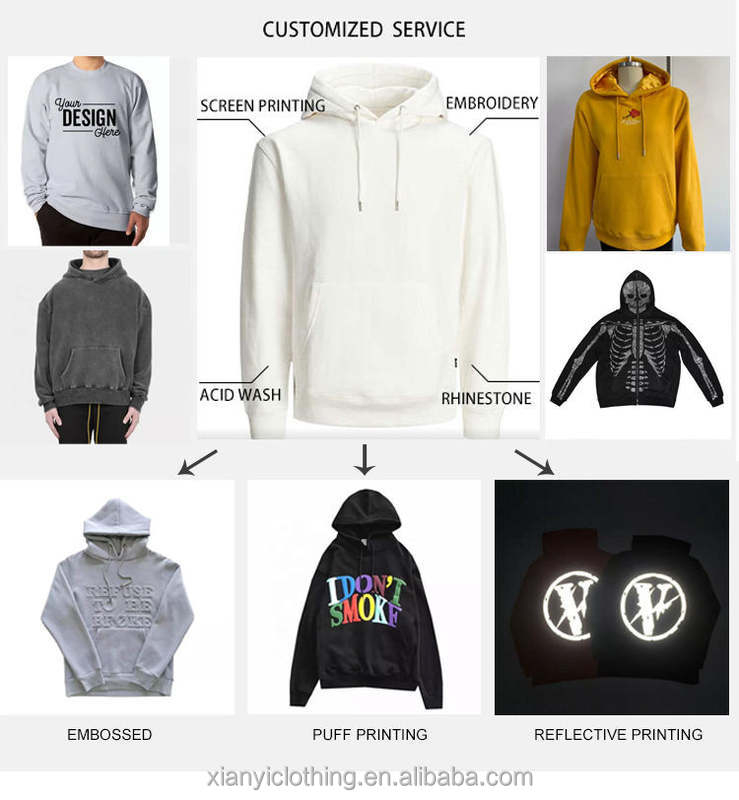 CUSTOMIZED SERVICE
Your
DESIGN
Here
SCREEN PRINTING
EMBROIDERY
ACID WASH
RHINESTONE
REFUSE
TO BE
BRØKE
I DON'T
SMOKE
V
V
EMBOSSED
PUFF PRINTING
REFLECTIVE PRINTING
xianyiclothing.en.alibaba.com